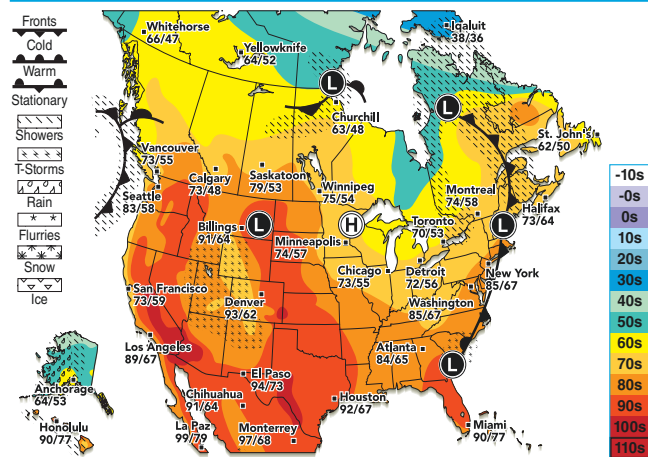 Fronts
Cold
Warm
Stationary
Showers
T-Storms
Rain
Flurries
Snow
Ice
Whitehorse
66/47
Yellowknife
64/52
Iqaluit
38/36
L
L
Churchill
63/48
St. John's
62/50
Vancouver
73/55
Calgary
73/48
Saskatoon
79/53
Winnipeg
75/54
Montreal
74/58
Halifax
73/64
Seattle
83/58
Billings
91/64
L
H
Minneapolis
74/57
Toronto
70/53
L
Chicago
73/55
Detroit
72/56
New York
85/67
San Francisco
73/59
Denver
93/62
Washington
85/67
Los Angeles
89/67
Atlanta
84/65
L
El Paso
94/73
Chihuahua
91/64
Houston
92/67
La Paz
99/79
Monterrey
97/68
Miami
90/77
Anchorage
64/53
Honolulu
90/77
-10s
-0s
0s
10s
20s
30s
40s
50s
60s
70s
80s
90s
100s
110s